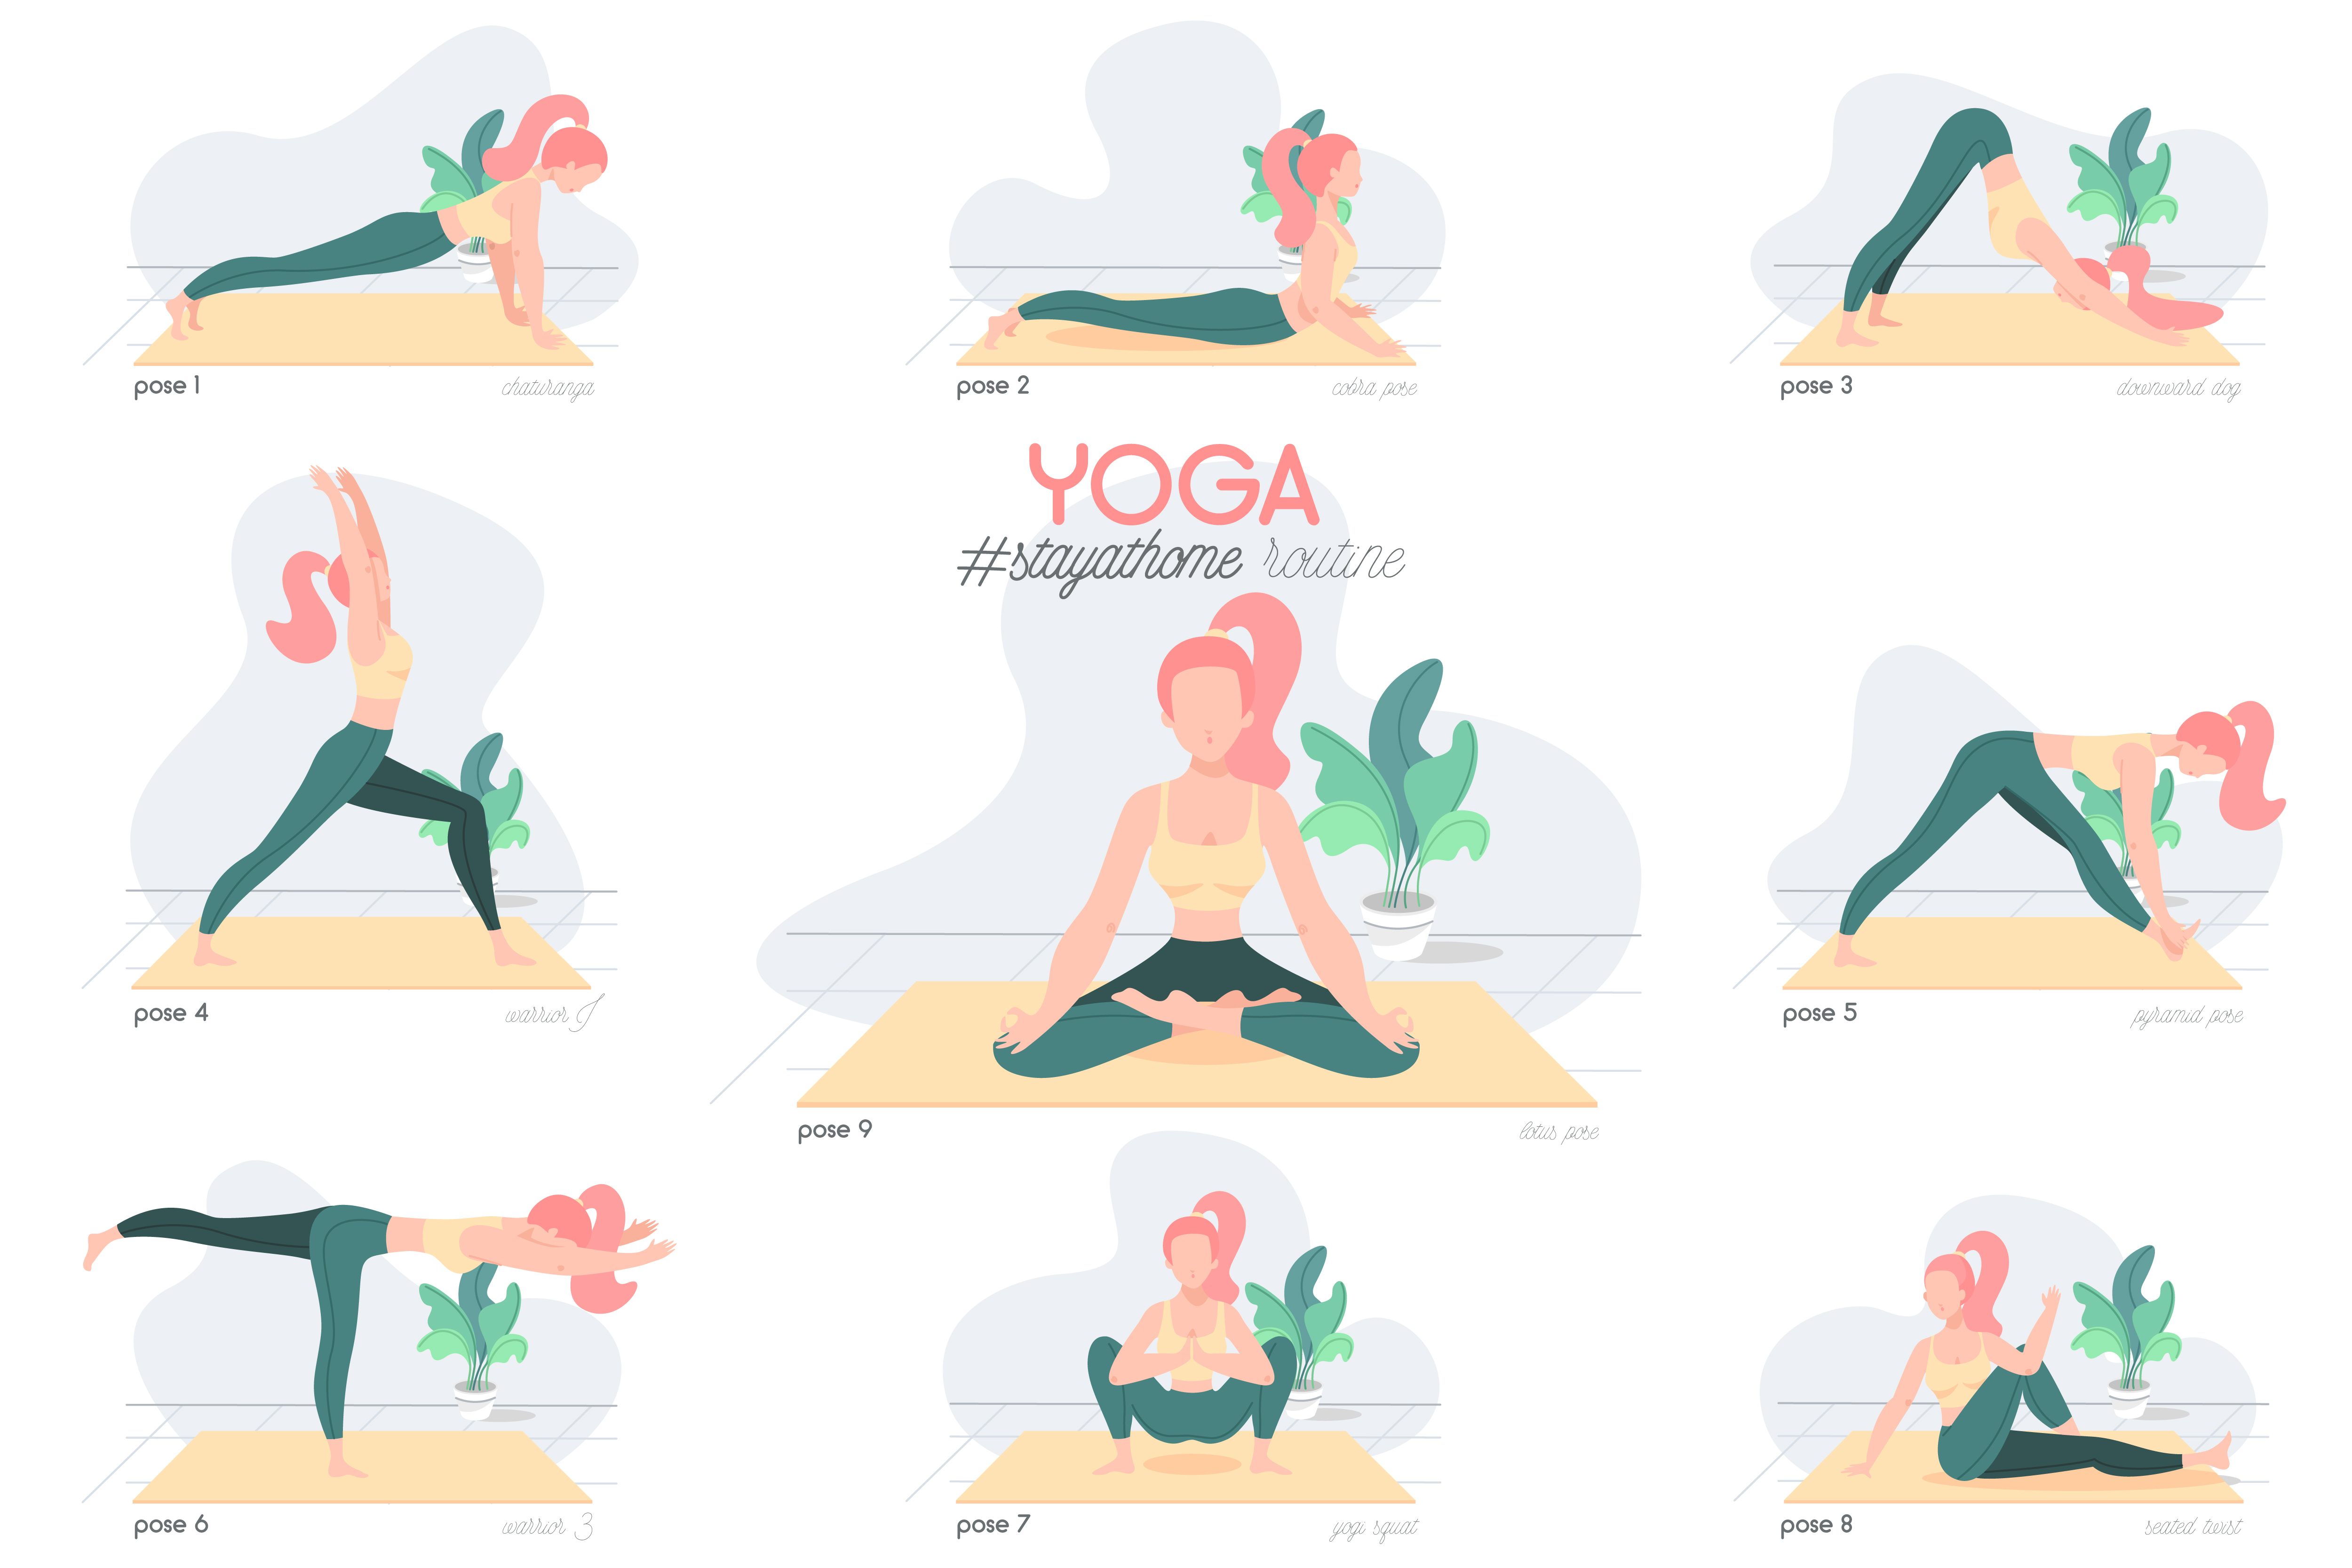 pose 1 chaturanga
pose 2 cobra pose
pose 3 downward dog
YOGA
#stayathome routine
pose 4 warrior I
pose 5 pyramid pose
pose 9 lotus pose
pose 6 warrior 3
pose 7 yogi squat
pose 8 seated twist